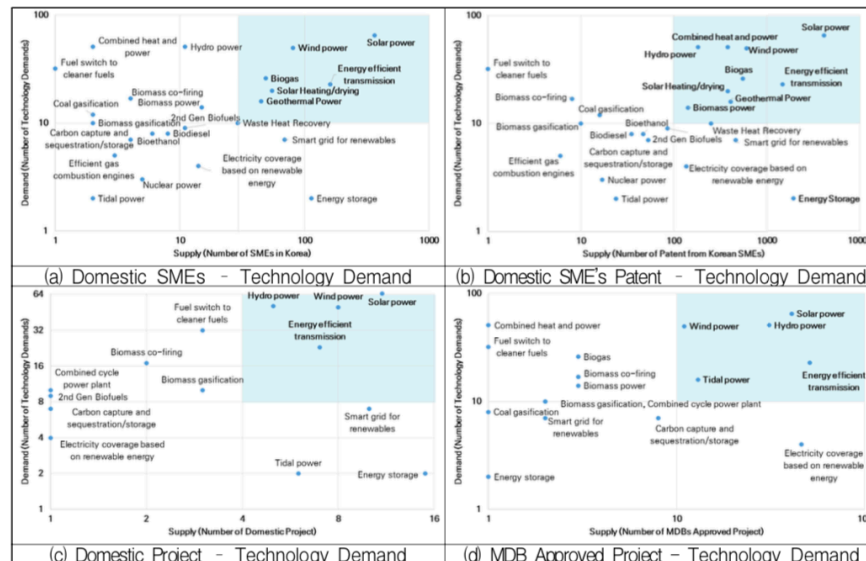 100
Solar power
Combined heat and
power
Hydro power
Wind power
Fuel switch to
cleaner fuels
Biogas
Energy efficient
transmission
Biomass co-firing
Solar Heating/drying
Biomass power
Coal gasification
Geothermal Power
2nd Gen Biofuels
10
Biomass gasification
Waste Heat Recovery
Carbon capture and
sequestration/storage
Biodiesel
Bioethanol
Smart grid for renewables
Efficient gas
combustion engines
Electricity coverage
based on renewable
energy
Nuclear power
Tidal power
Energy storage
1
1 10 100 1000
Demand (Number of Technology Demands)
Supply (Number of SMEs in Korea)
(a) Domestic SMEs - Technology Demand
100
Solar power
Combined heat and power
Hydro power
Wind power
Fuel switch to
cleaner fuels
Biogas
Energy efficient
transmission
Solar Heating/drying
Biomass co-firing
Geothermal Power
Biomass power
Coal gasification
10
Biomass gasification
Bioethanol
Waste Heat Recovery
Biodiesel
2nd Gen Biofuels
Smart grid for renewables
Carbon capture and
sequestration/storage
Efficient gas
combustion engines
Electricity coverage based on
renewable energy
Nuclear power
Tidal power
Energy Storage
1
1 10 100 1000
Demand (Number of Technology Demands)
Supply (Number of Patent from Korean SMEs)
(b) Domestic SME's Patent - Technology Demand
64
Hydro power
Wind power
Solar power
Fuel switch to
cleaner fuels
32
Energy efficient
transmission
Biomass co-firing
16
Combined cycle
power plant
Biomass gasification
2nd Gen Biofuels
8
Carbon capture and
sequestration/storage
Smart grid for
renewables
4
Electricity coverage based
on renewable energy
Tidal power
Energy storage
2
1
1 2 4 8 16
Demand (Number of Technology Demands)
Supply (Number of Domestic Project)
(c) Domestic Project - Technology Demand
100
Solar power
Combined heat and power
Wind power
Hydro power
Fuel switch to
cleaner fuels
Biogas
Energy efficient
transmission
Biomass co-firing
Tidal power
Biomass power
10
Biomass gasification, Combined cycle power plant
Coal gasification
Smart grid for
renewables
Carbon capture and
sequestration/storage
Electricity coverage
based on renewable
energy
Energy storage
1
1 10
Demand (Number of Technology Demands)
Supply (Number of MDBs Approved Project)
(d) MDB Approved Project - Technology Demand